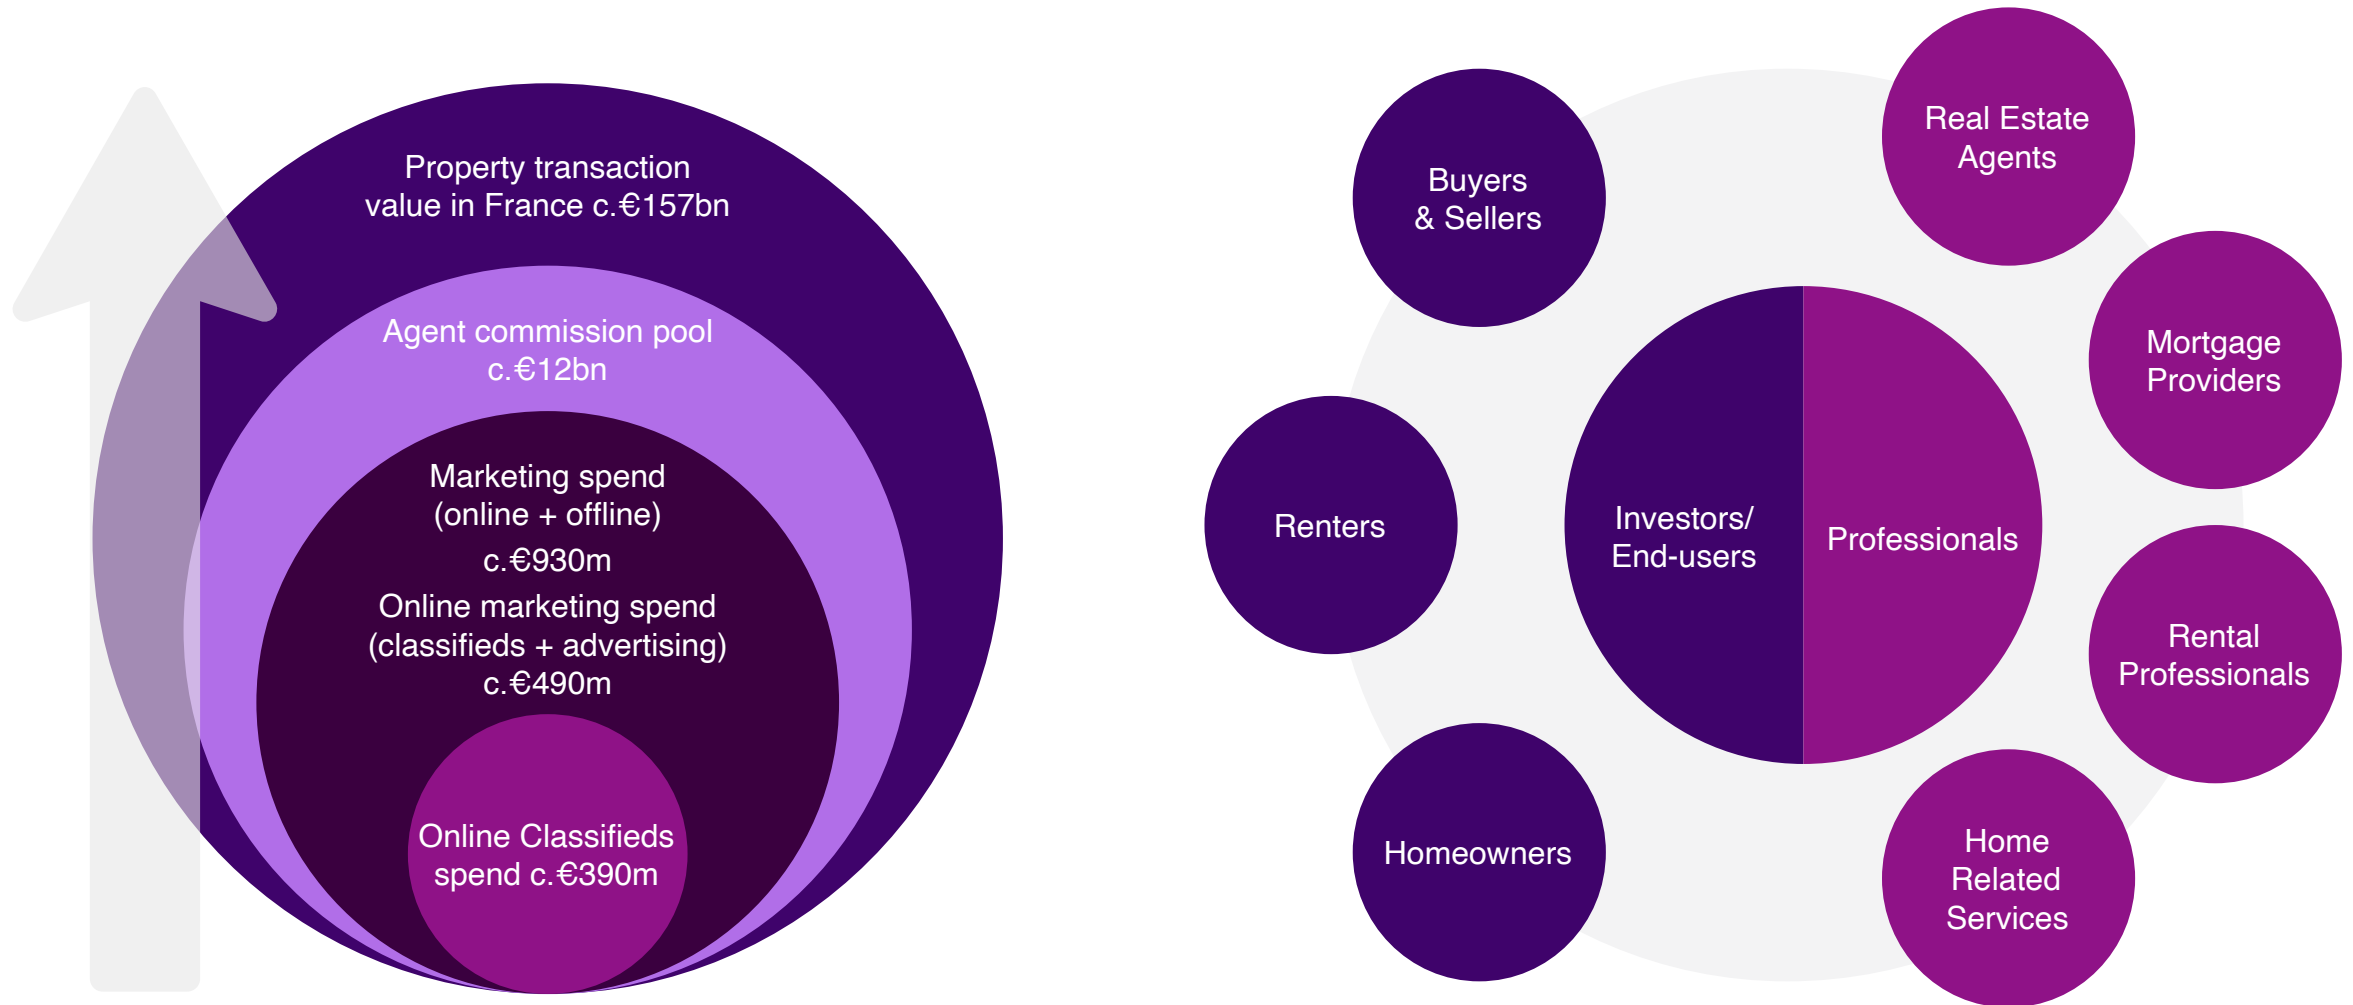 Property transaction
value in France c.€157bn
Agent commission pool
c.€12bn
Marketing spend
(online + offline)
c.€930m
Online marketing spend
(classifieds + advertising)
c.€490m
Online Classifieds
spend c.€390m
Buyers
& Sellers
Renters
Homeowners
Investors/
End-users
Professionals
Real Estate
Agents
Mortgage
Providers
Rental
Professionals
Home
Related
Services